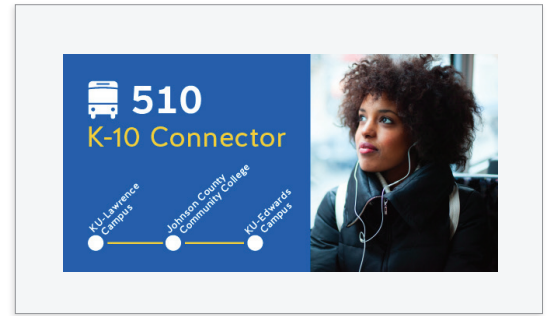 510
K-10 Connector
KU-Lawrence
Campus
Johnson County
Community College
KU-Edwards
Campus